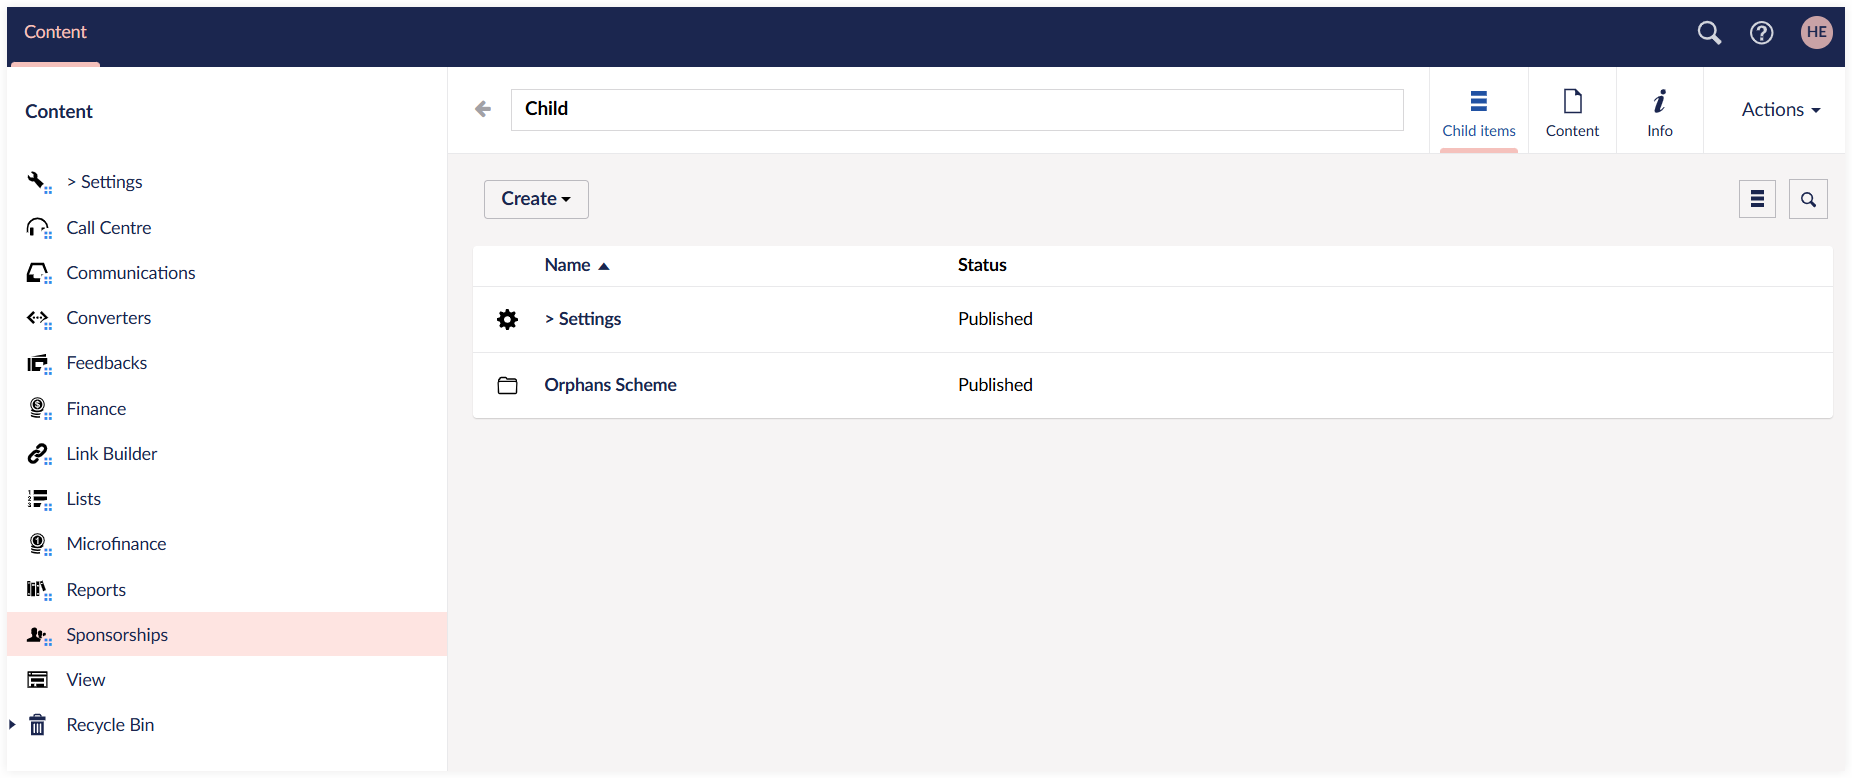 Content
HE
Content
> Settings
Call Centre
Communications
Converters
Feedbacks
Finance
Link Builder
Lists
Microfinance
Reports
Sponsorships
View
Recycle Bin
Child
Child items
Content
Info
Actions
Create
Name
Status
> Settings
Published
Orphans Scheme
Published